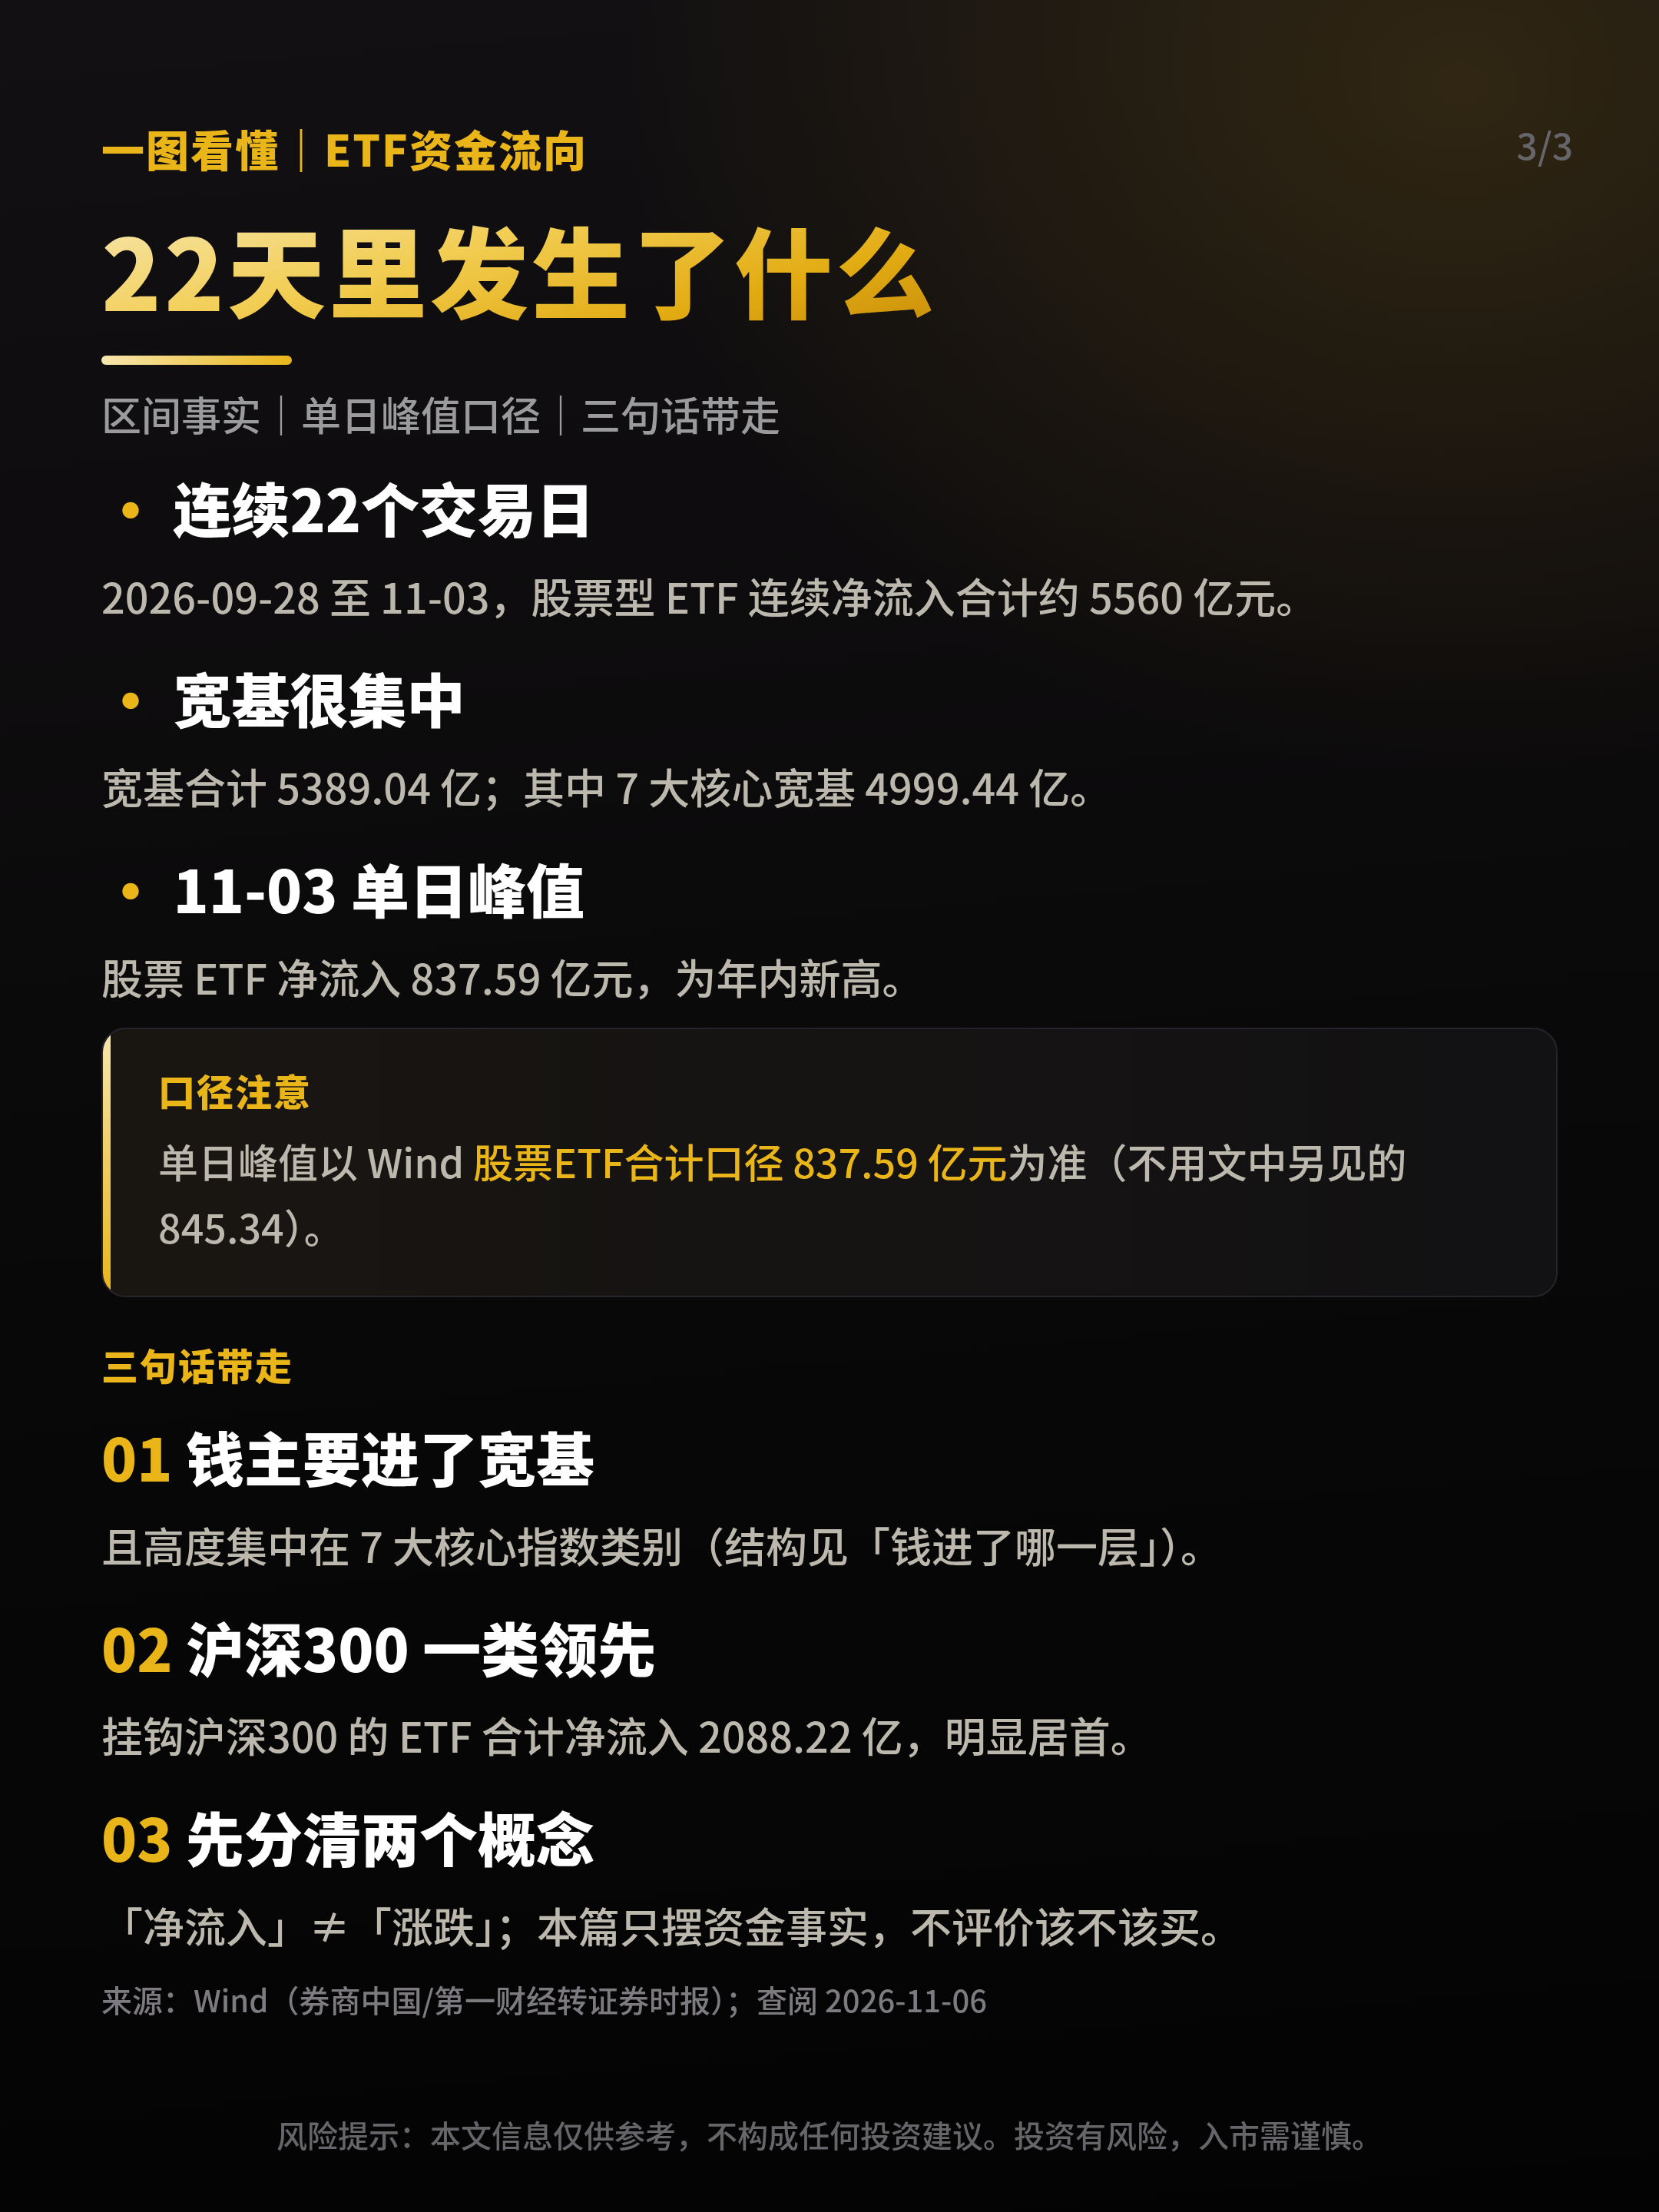 一图看懂｜ETF资金流向
3/3
22天里发生了什么
区间事实｜单日峰值口径｜三句话带走
• 连续22个交易日
2026-09-28 至 11-03，股票型 ETF 连续净流入合计约 5560 亿元。
• 宽基很集中
宽基合计 5389.04 亿；其中 7 大核心宽基 4999.44 亿。
• 11-03 单日峰值
股票 ETF 净流入 837.59 亿元，为年内新高。
口径注意
单日峰值以 Wind 股票ETF合计口径 837.59 亿元为准（不用文中另见的
845.34）。
三句话带走
01 钱主要进了宽基
且高度集中在 7 大核心指数类别（结构见「钱进了哪一层」）。
02 沪深300 一类领先
挂钩沪深300 的 ETF 合计净流入 2088.22 亿，明显居首。
03 先分清两个概念
「净流入」≠「涨跌」；本篇只摆资金事实，不评价该不该买。
来源：Wind（券商中国/第一财经转证券时报）；查阅 2026-11-06
风险提示：本文信息仅供参考，不构成任何投资建议。投资有风险，入市需谨慎。